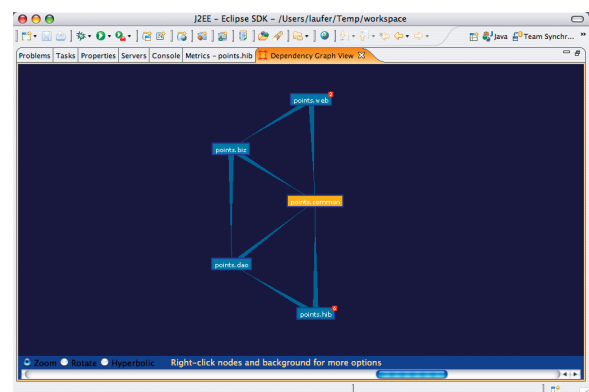 J2EE – Eclipse SDK – /Users/laufer/Temp/workspace
Java Team Synchr... »
Problems Tasks Properties Servers Console Metrics – points.hib Dependency Graph View
points.web
points.biz
points.common
points.dao
points.hib
Zoom Rotate Hyperbolic Right-click nodes and background for more options